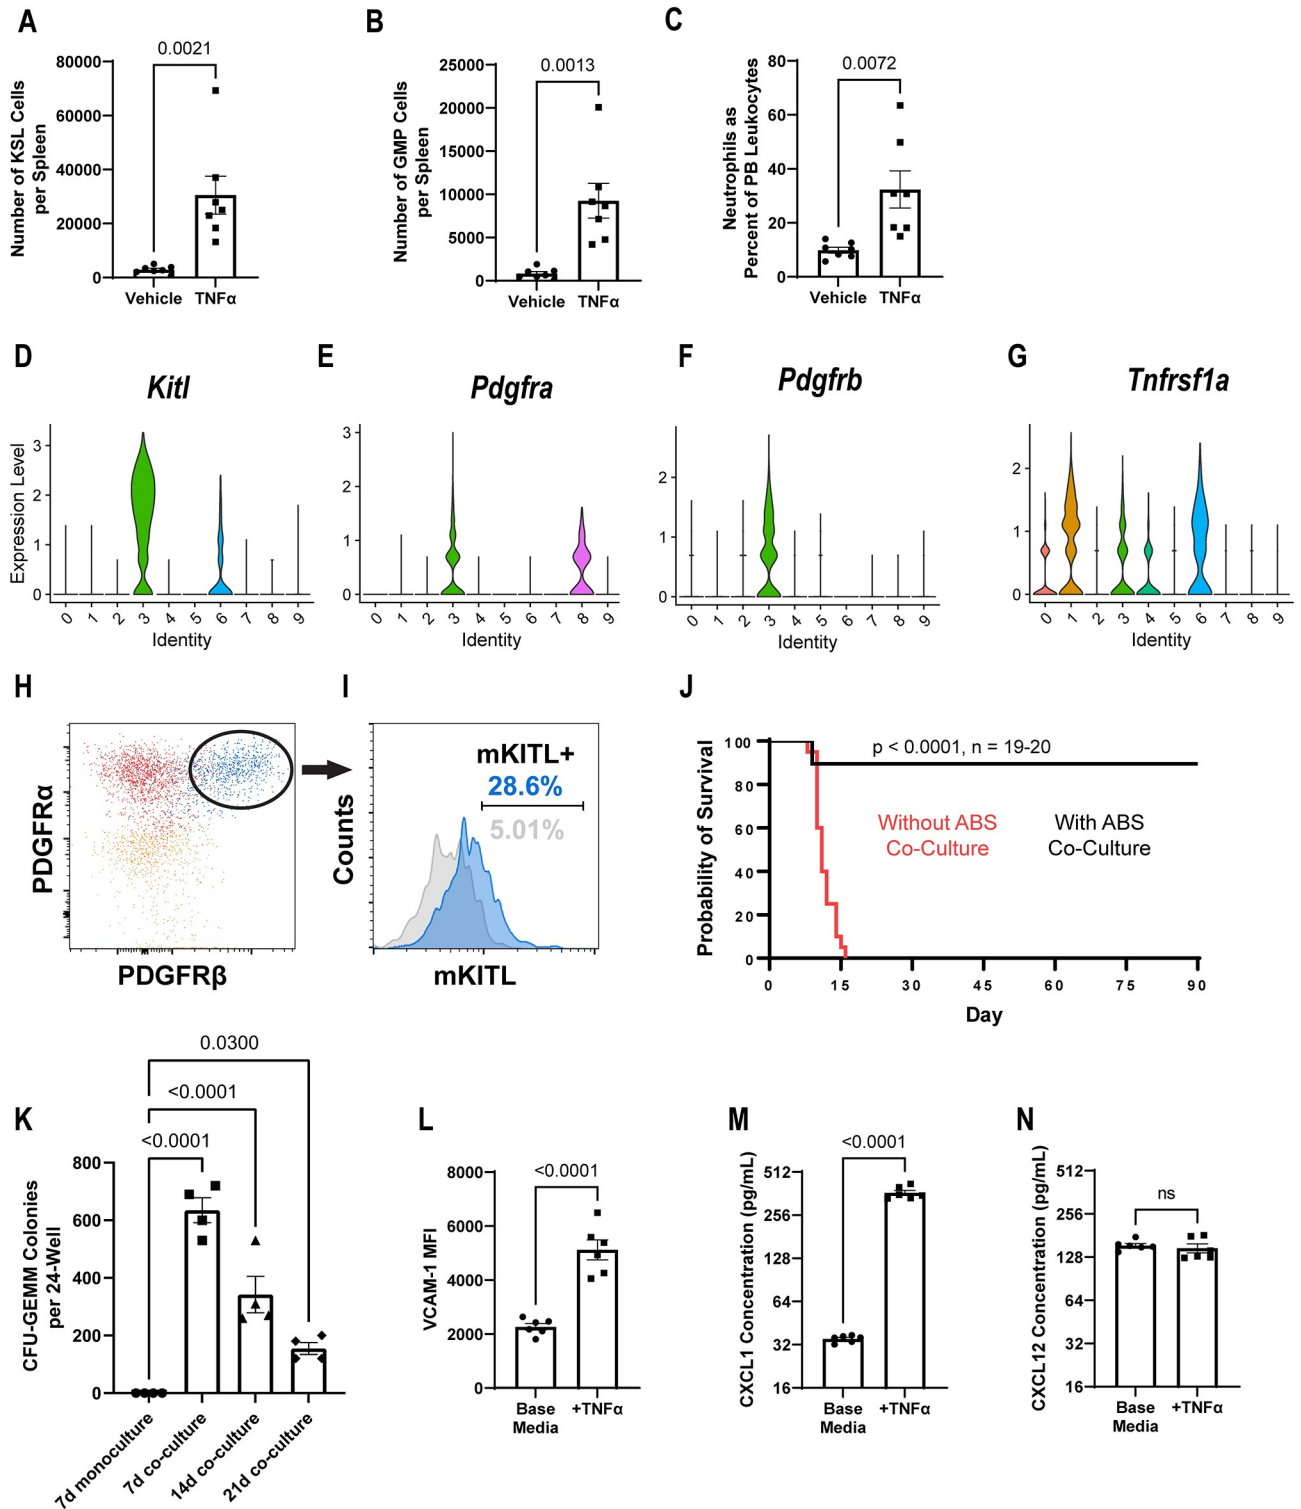 A
0.0021
Number of KSL Cells
per Spleen
80000
60000
40000
20000
0
Vehicle
TNFα
B
0.0013
Number of GMP Cells
per Spleen
25000
20000
15000
10000
5000
0
Vehicle
TNFα
C
0.0072
Neutrophils as
Percent of PB Leukocytes
80
60
40
20
0
Vehicle
TNFα
D
Kitl
Expression Level
3
2
1
0
0 1 2 3 4 5 6 7 8 9
Identity
E
Pdgfra
3
2
1
0
0 1 2 3 4 5 6 7 8 9
Identity
F
Pdgfrb
2
1
0
0 1 2 3 4 5 6 7 8 9
Identity
G
Tnfrsf1a
2
1
0
0 1 2 3 4 5 6 7 8 9
Identity
H
PDGFRα
PDGFRβ
I
Counts
mKITL+
28.6%
5.01%
mKITL
J
Probability of Survival
100
80
60
40
20
0
p < 0.0001, n = 19-20
Without ABS
Co-Culture
With ABS
Co-Culture
0 15 30 45 60 75 90
Day
K
0.0300
<0.0001
<0.0001
CFU-GEMM Colonies
per 24-Well
800
600
400
200
0
7d monoculture
7d co-culture
14d co-culture
21d co-culture
L
<0.0001
VCAM-1 MFI
8000
6000
4000
2000
0
Base
Media
+TNFα
M
<0.0001
CXCL1 Concentration (pg/mL)
512
256
128
64
32
16
Base
Media
+TNFα
N
ns
CXCL12 Concentration (pg/mL)
512
256
128
64
32
16
Base
Media
+TNFα